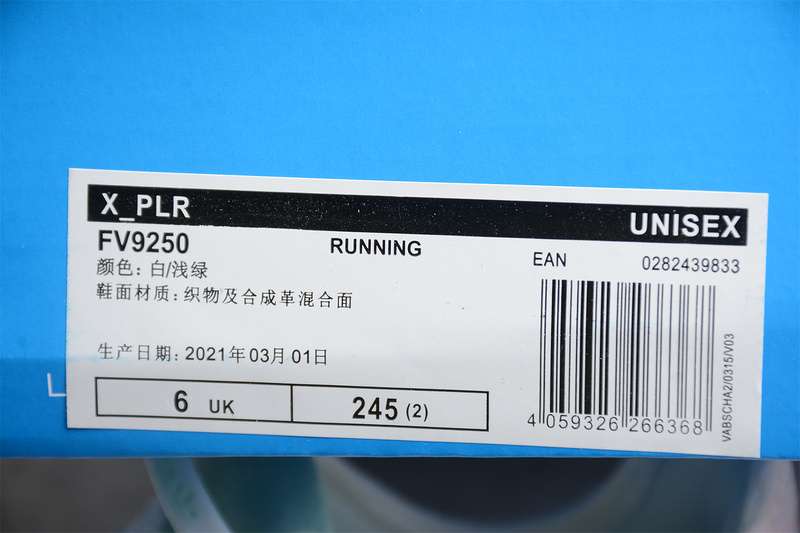 X_PLR
UNISEX
FV9250
RUNNING
EAN
0282439833
颜色: 白/浅绿
鞋面材质: 织物及合成革混合面
生产日期: 2021年03月01日
6 UK
245 (2)
4 059326 266368
VABSCHA2/0315/V03
L